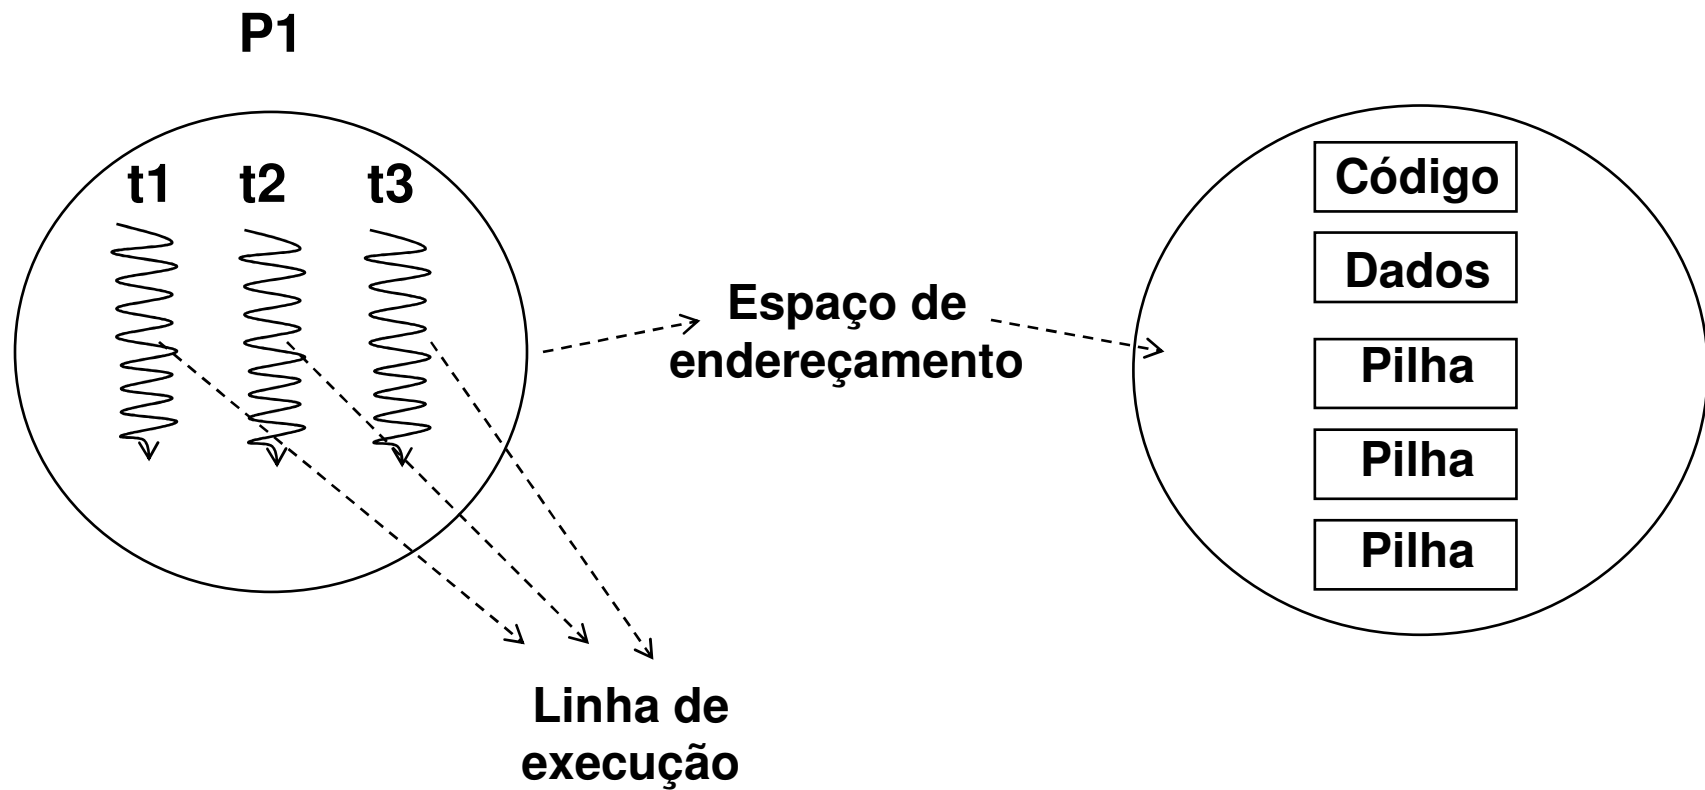 P1
t1 t2 t3
Espaço de
endereçamento
Código
Dados
Pilha
Pilha
Pilha
Linha de
execução